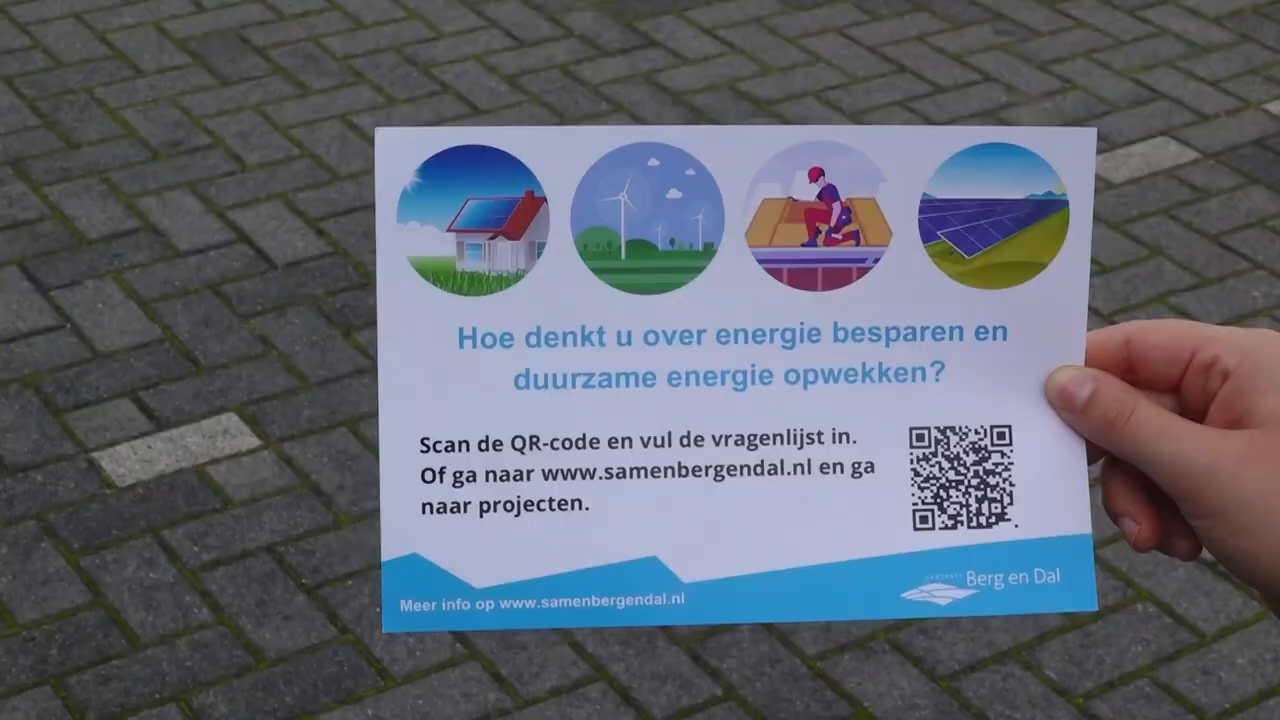 Hoe denkt u over energie besparen en
duurzame energie opwekken?
Scan de QR-code en vul de vragenlijst in.
Of ga naar www.samenbergendal.nl en ga
naar projecten.
Meer info op www.samenbergendal.nl
Berg en Dal